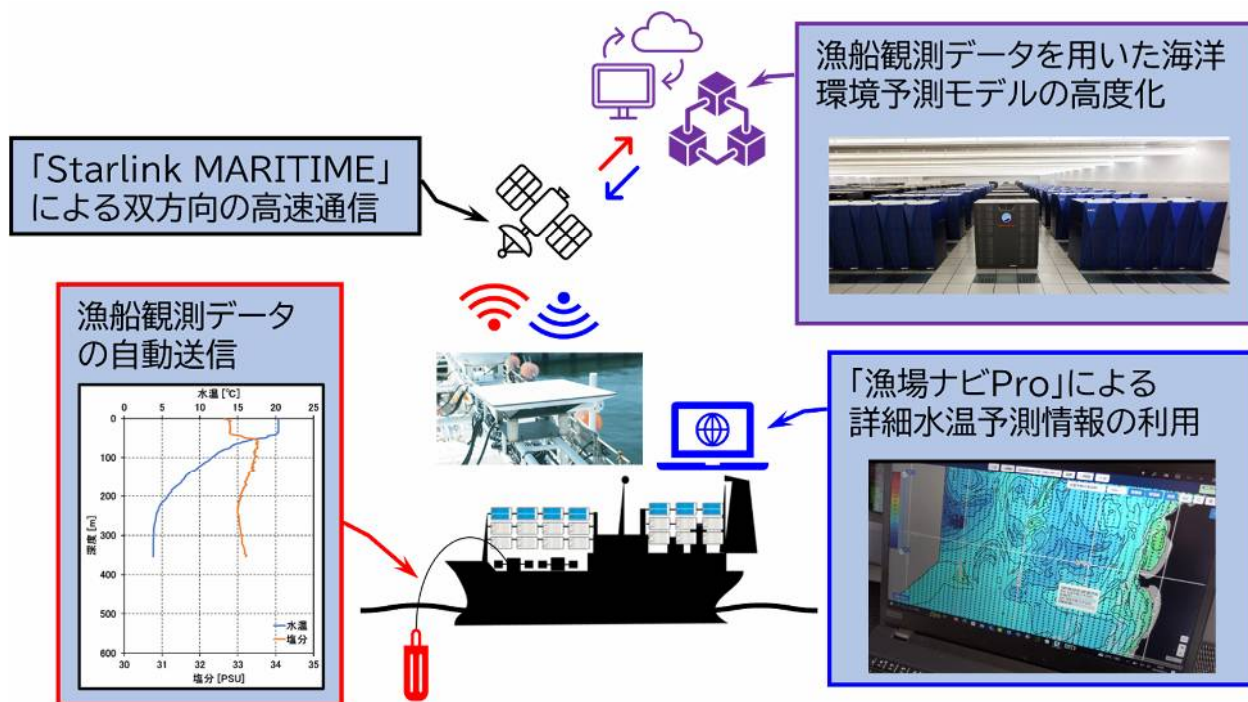 漁船観測データを用いた海洋
環境予測モデルの高度化
「Starlink MARITIME」
による双方向の高速通信
漁船観測データ
の自動送信
水温 [℃]
0 5 10 15 20 25
0
100
200
300
400
500
600
深度 [m]
水温
塩分
30 31 32 33 34 35
塩分 [PSU]
「漁場ナビPro」による
詳細水温予測情報の利用